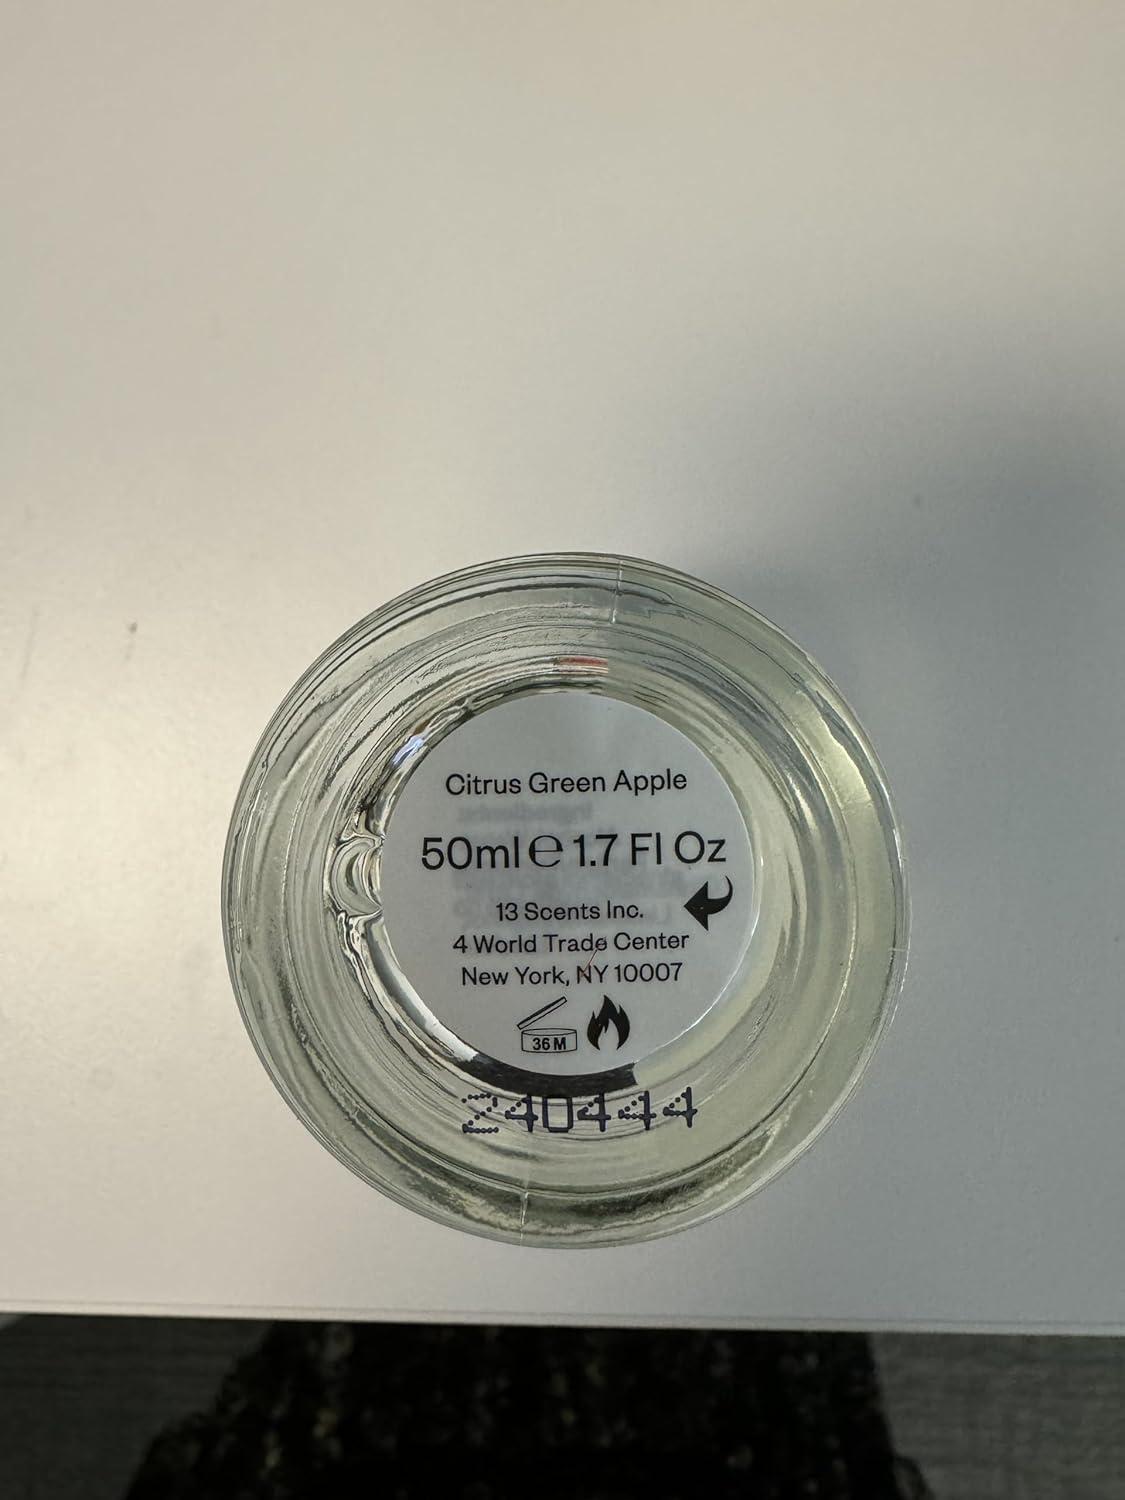 Citrus Green Apple
50ml ℮ 1.7 Fl Oz
13 Scents Inc.
4 World Trade Center
New York, NY 10007
36 M
240444